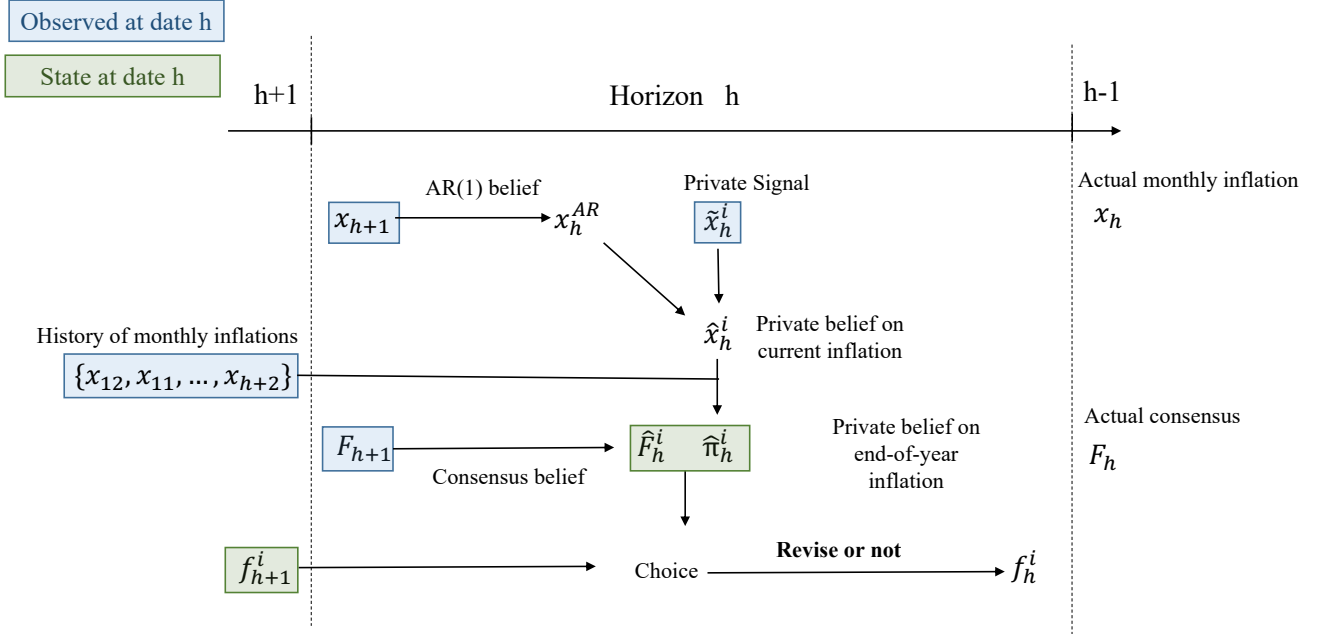 Observed at date h
State at date h
h+1
Horizon h
h-1
AR(1) belief
Private Signal
Actual monthly inflation
x_{h+1}
x_h^{AR}
x̃_h^i
x_h
History of monthly inflations
x̂_h^i
Private belief on
current inflation
{x_{12}, x_{11}, … , x_{h+2}}
F_{h+1}
Consensus belief
F̂_h^i π̂_h^i
Private belief on
end-of-year
inflation
Actual consensus
F_h
f_{h+1}^i
Choice
Revise or not
f_h^i